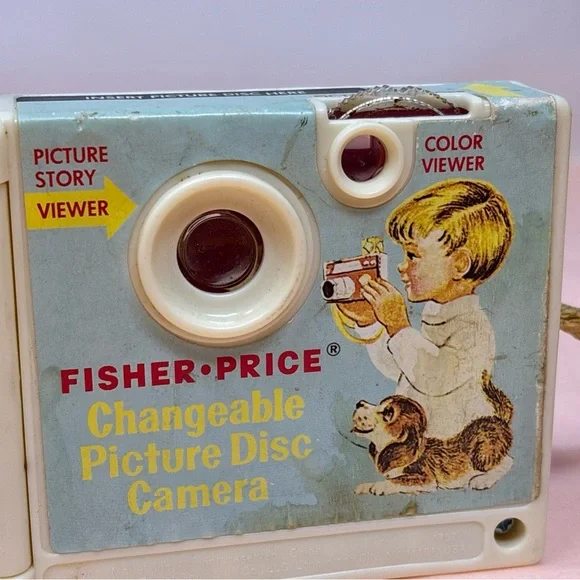 INSERT PICTURE DISC HERE
PICTURE
STORY
VIEWER
COLOR
VIEWER
FISHER·PRICE®
Changeable
Picture Disc
Camera